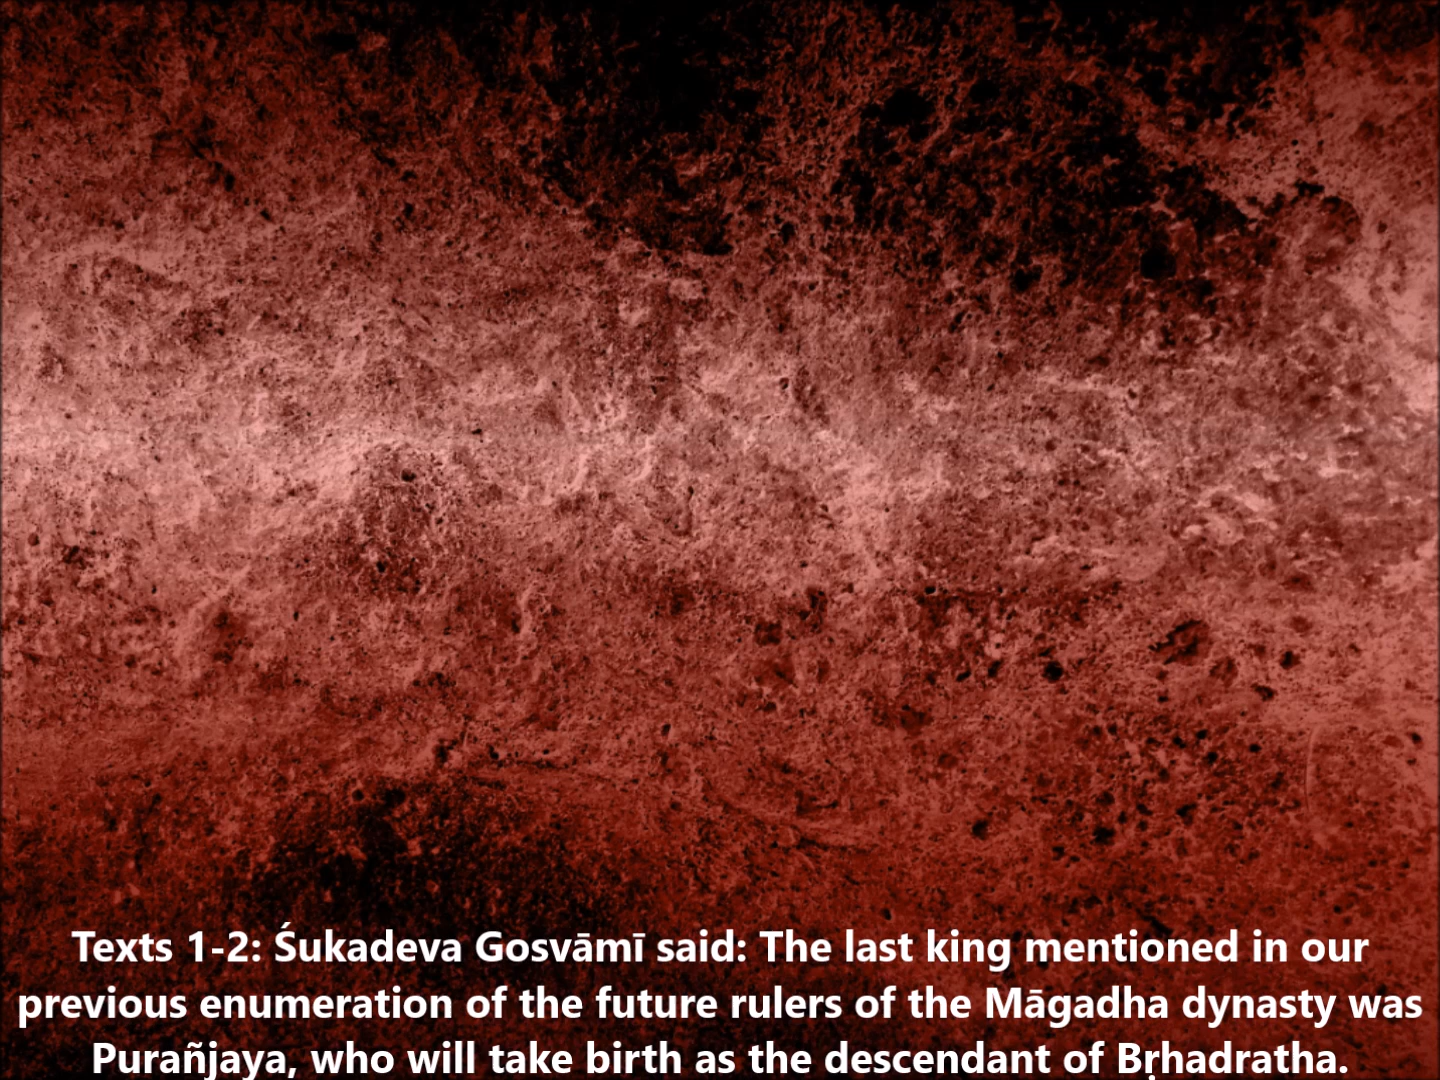 Texts 1-2: Śukadeva Gosvāmī said: The last king mentioned in our
previous enumeration of the future rulers of the Māgadha dynasty was
Purañjaya, who will take birth as the descendant of Bṛhadratha.